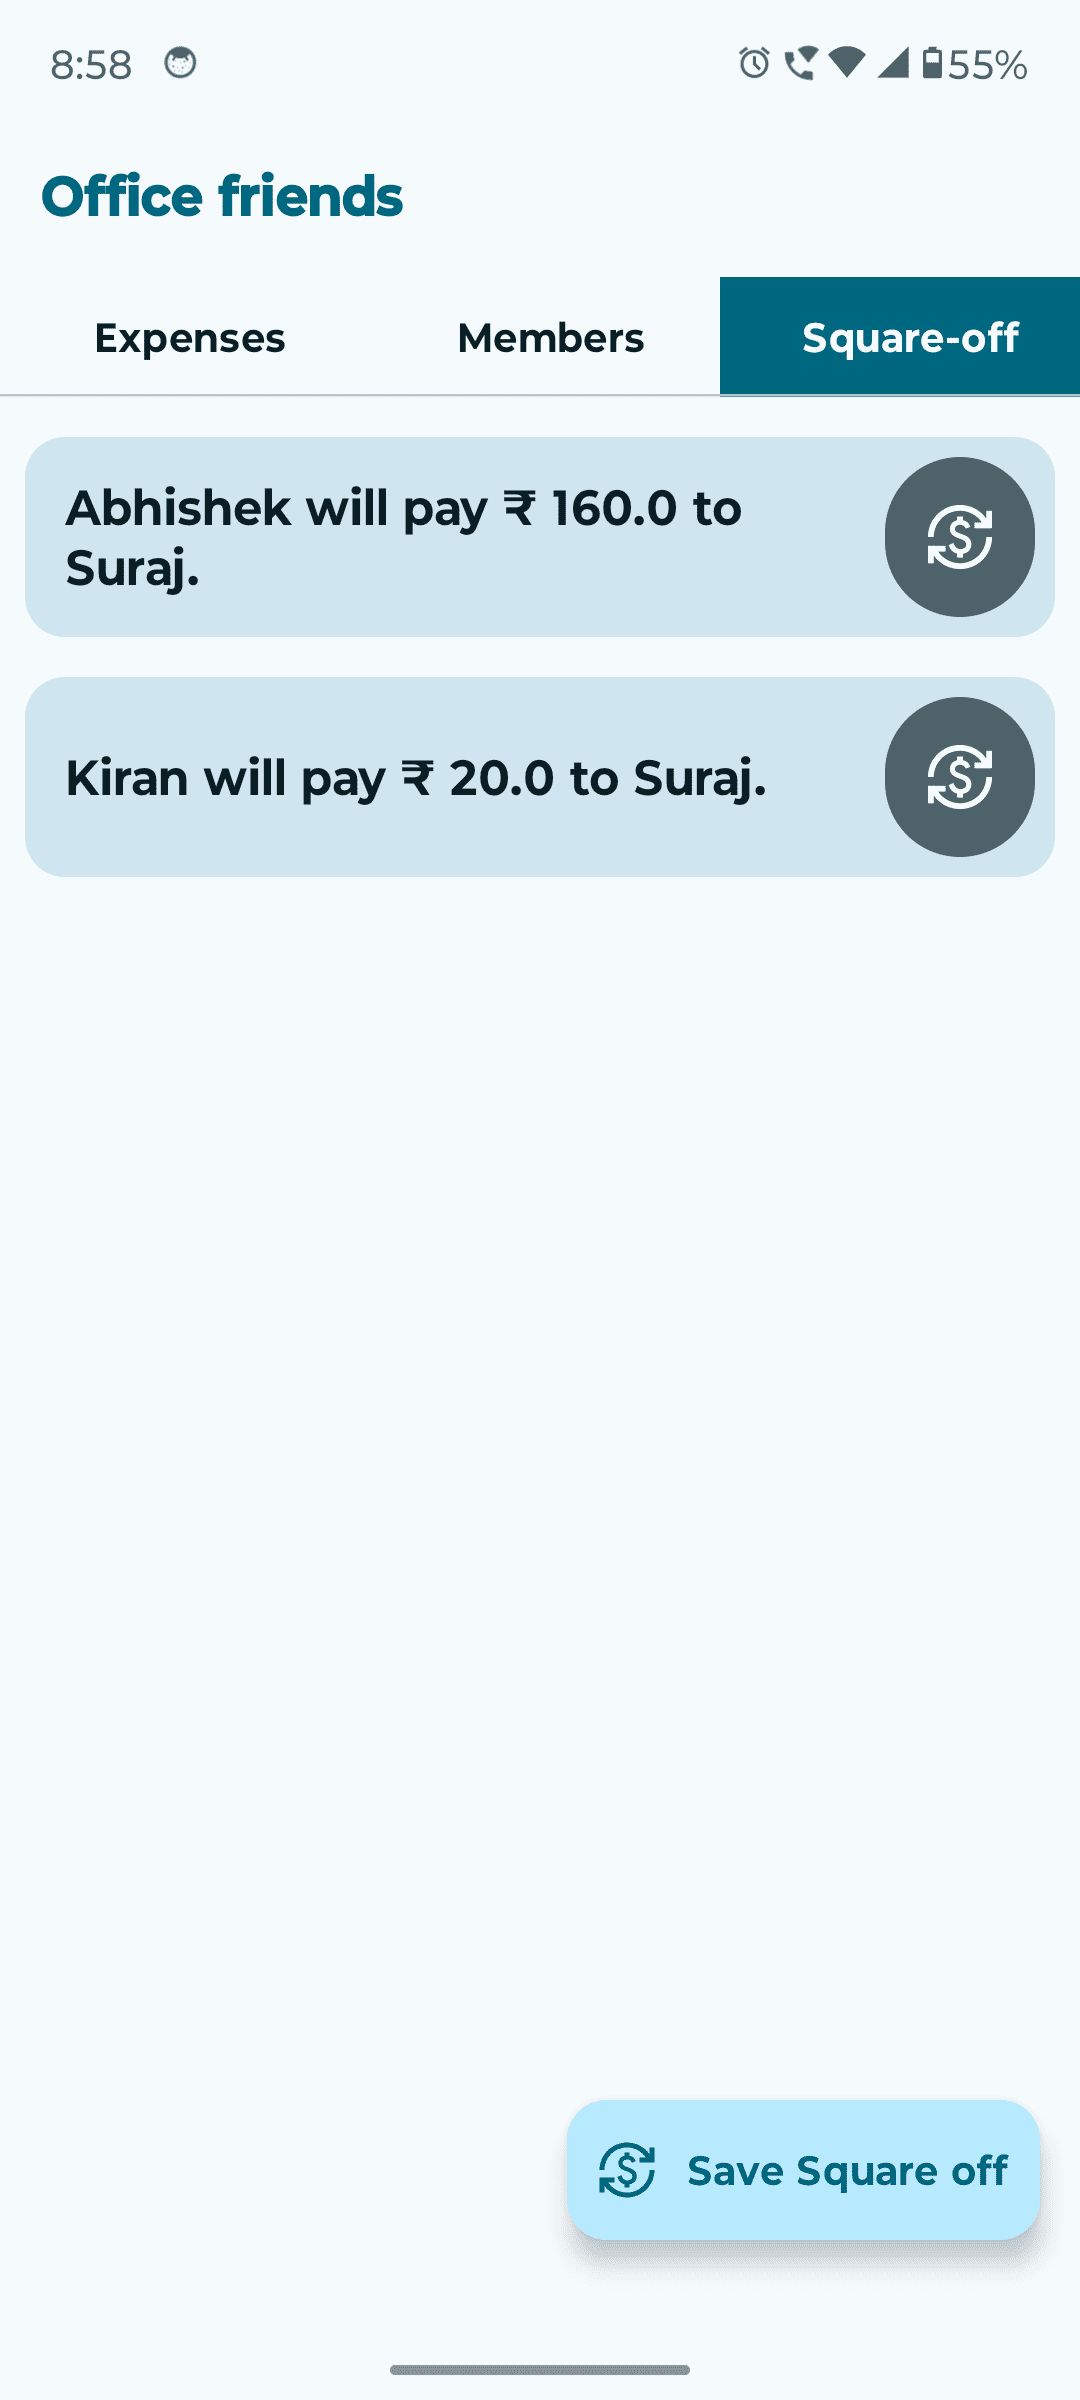 8:58 55%
Office friends
Expenses Members Square-off
Abhishek will pay ₹ 160.0 to
Suraj.
Kiran will pay ₹ 20.0 to Suraj.
Save Square off